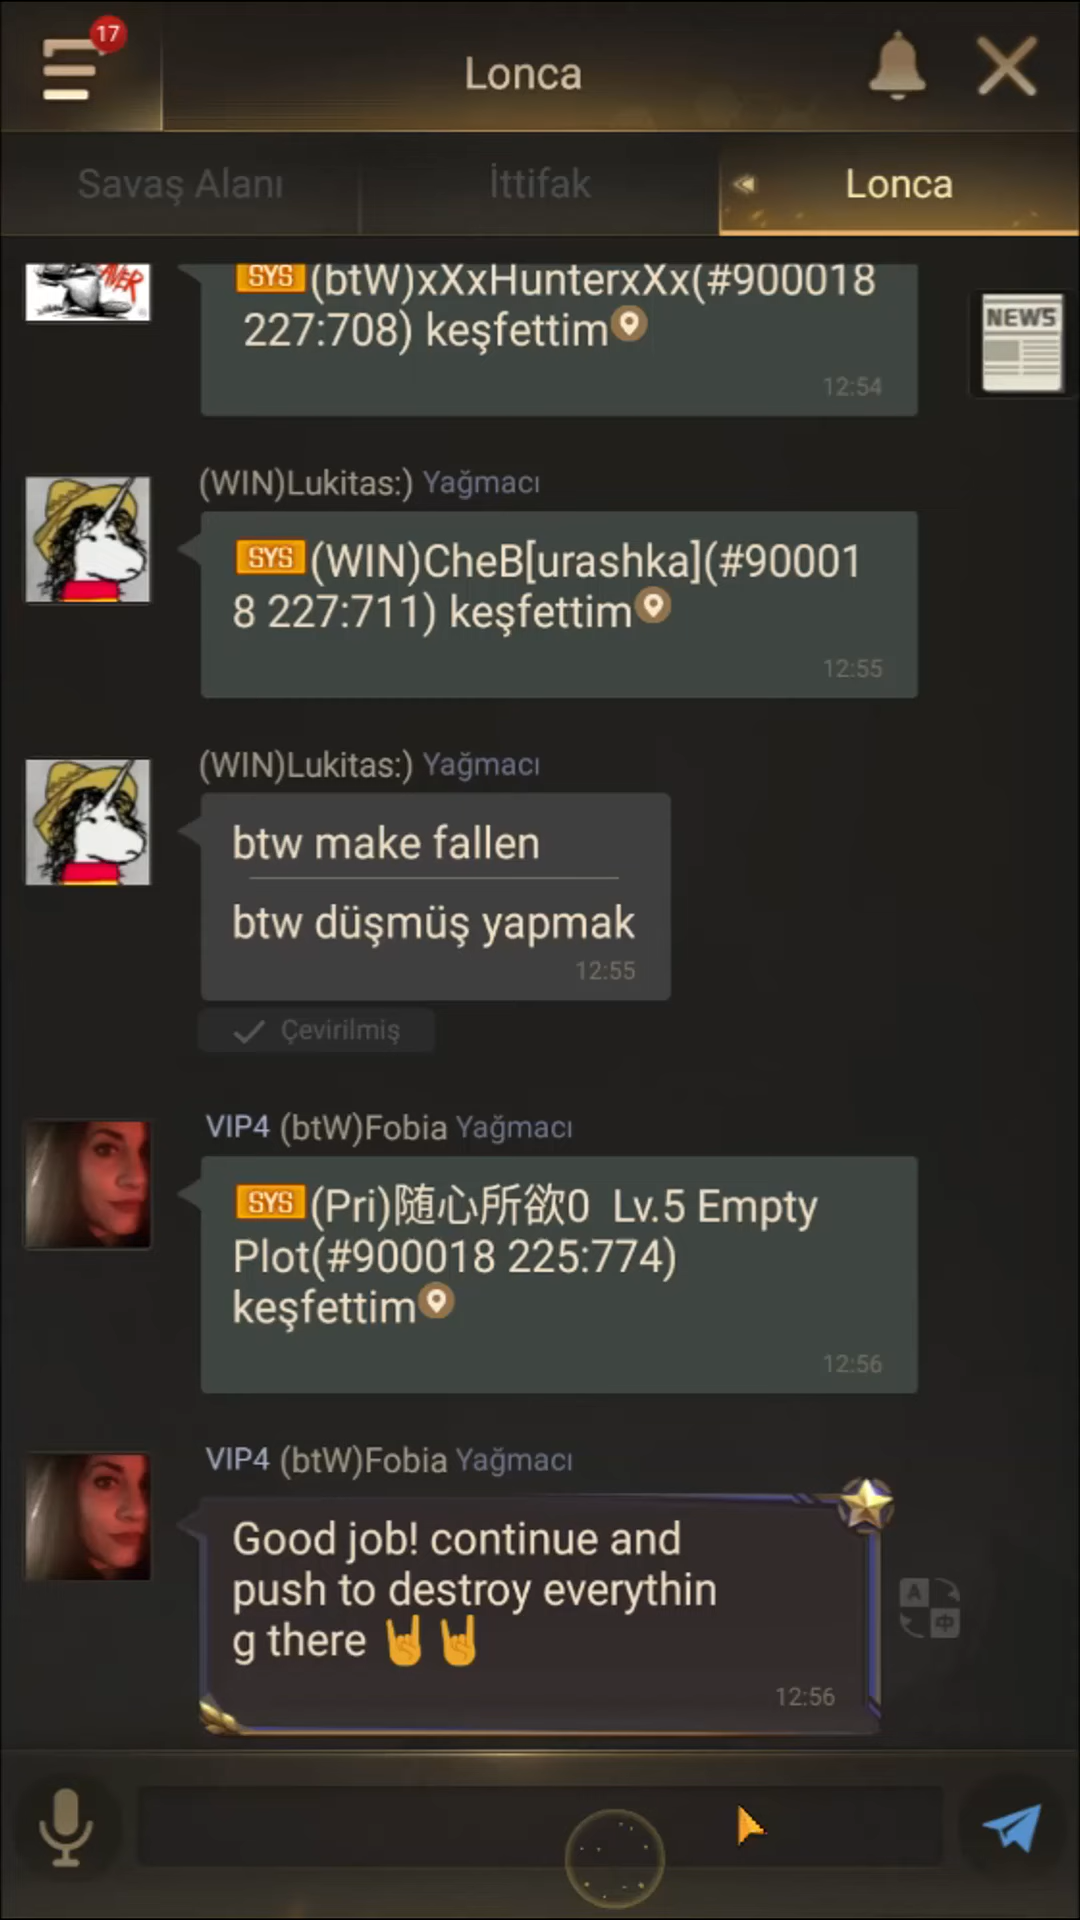 17
Lonca
Savaş Alanı
İttifak
Lonca
SYS (btW)xXxHunterxXx(#900018
227:708) keşfettim
12:54
NEWS
(WIN)Lukitas:) Yağmacı
SYS (WIN)CheB[urashka](#90001
8 227:711) keşfettim
12:55
(WIN)Lukitas:) Yağmacı
btw make fallen
btw düşmüş yapmak
12:55
Çevirilmiş
VIP4 (btW)Fobia Yağmacı
SYS (Pri)随心所欲0 Lv.5 Empty
Plot(#900018 225:774)
keşfettim
12:56
VIP4 (btW)Fobia Yağmacı
Good job! continue and
push to destroy everythin
g there 🤘🤘
A
中
12:56